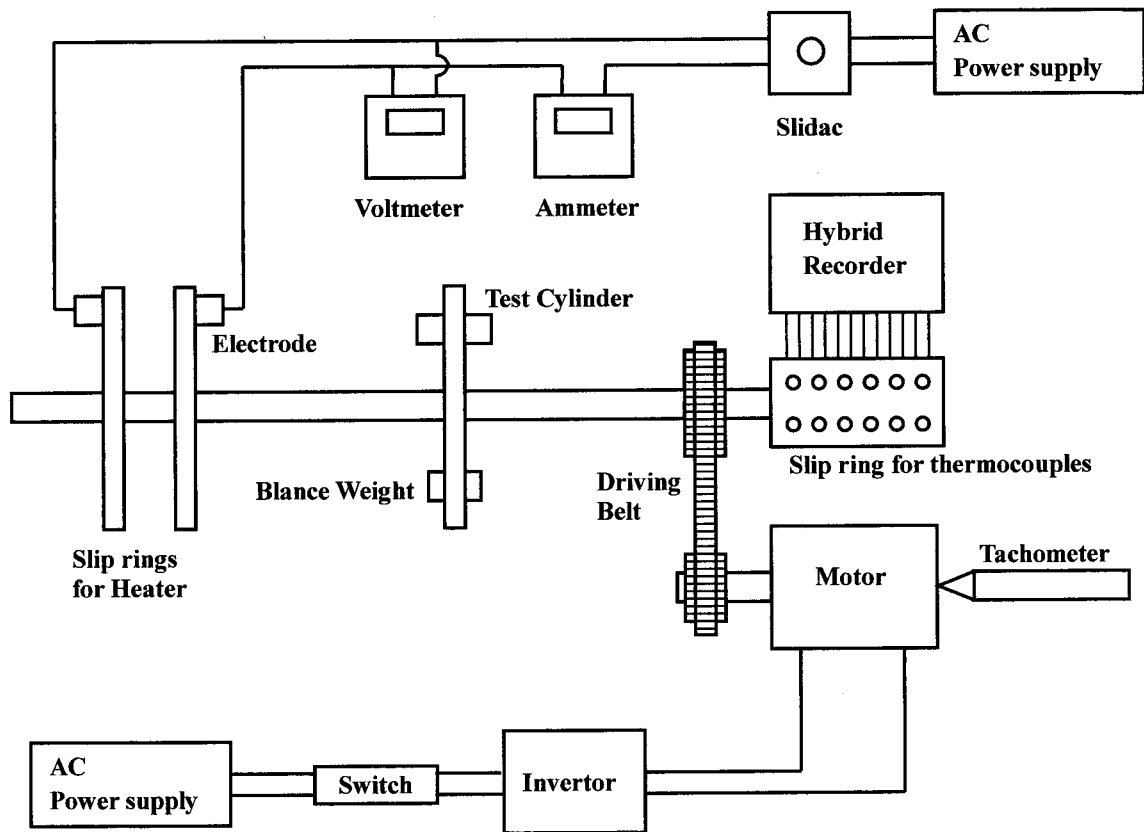 AC
Power supply
Slidac
Voltmeter
Ammeter
Hybrid
Recorder
Test Cylinder
Electrode
Slip ring for thermocouples
Blance Weight
Driving
Belt
Slip rings
for Heater
Motor
Tachometer
AC
Power supply
Switch
Invertor